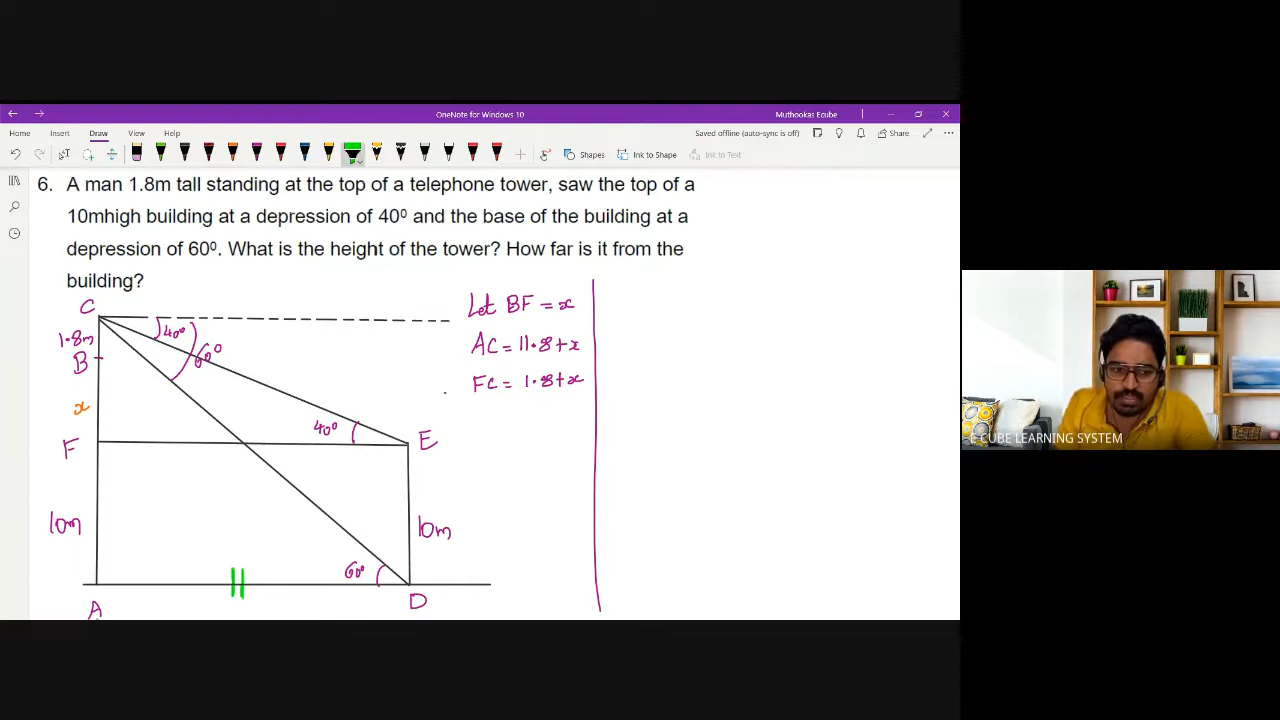 OneNote for Windows 10
Muthookas Ecube
Home Insert Draw View Help
Saved offline (auto-sync is off)
Share
Shapes
Ink to Shape
Ink to Text
6. A man 1.8m tall standing at the top of a telephone tower, saw the top of a
10mhigh building at a depression of 40⁰ and the base of the building at a
depression of 60⁰. What is the height of the tower? How far is it from the
building?
C
40°
60°
1.8m
B
x
F
40°
E
10m
10m
60°
A
D
Let BF = x
AC = 11.8+x
FC = 1.8+x
E CUBE LEARNING SYSTEM